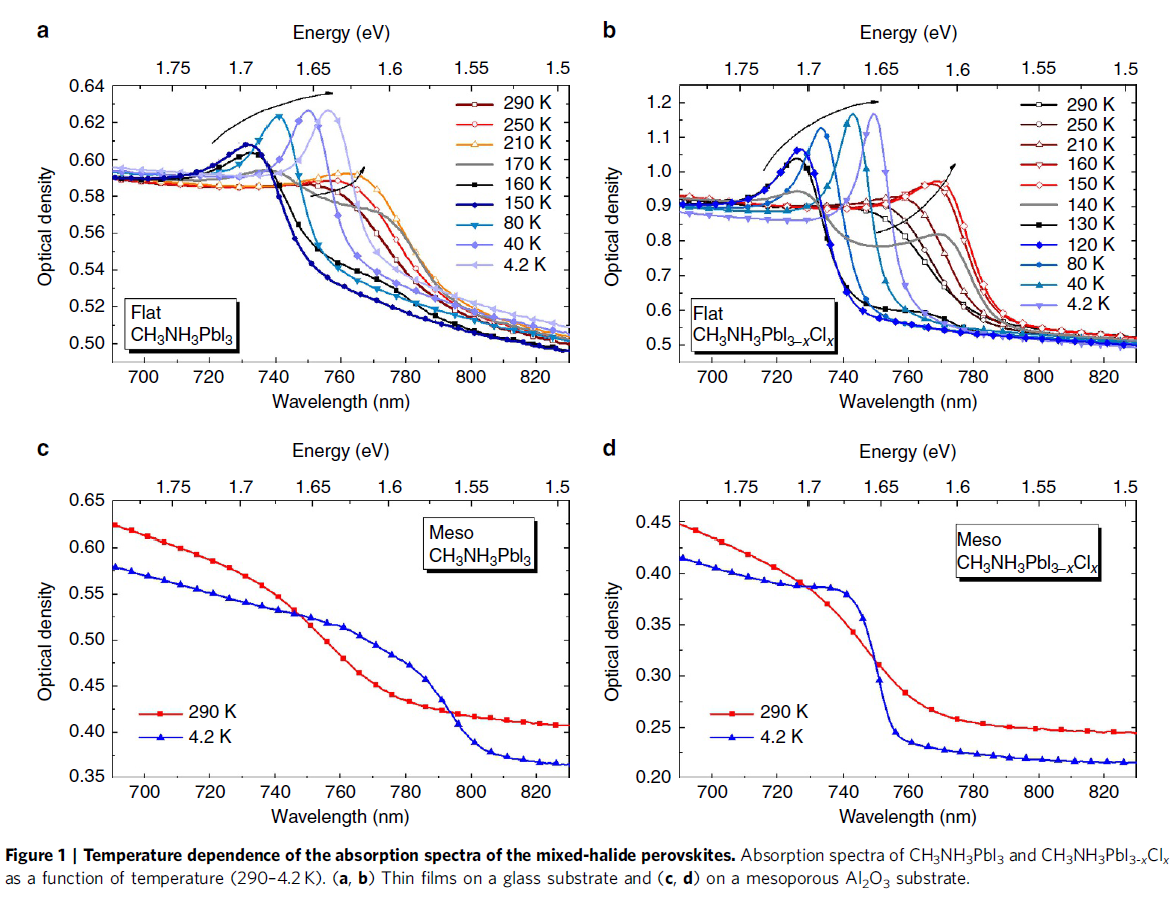 a
Energy (eV)
1.75 1.7 1.65 1.6 1.55 1.5
0.64
0.62
0.60
0.58
0.56
0.54
0.52
0.50
Optical density
290 K
250 K
210 K
170 K
160 K
150 K
80 K
40 K
4.2 K
Flat
CH₃NH₃PbI₃
700 720 740 760 780 800 820
Wavelength (nm)
b
Energy (eV)
1.75 1.7 1.65 1.6 1.55 1.5
1.2
1.1
1.0
0.9
0.8
0.7
0.6
0.5
Optical density
290 K
250 K
210 K
160 K
150 K
140 K
130 K
120 K
80 K
40 K
4.2 K
Flat
CH₃NH₃PbI₃₋ₓClₓ
700 720 740 760 780 800 820
Wavelength (nm)
c
Energy (eV)
1.75 1.7 1.65 1.6 1.55 1.5
0.65
0.60
0.55
0.50
0.45
0.40
0.35
Optical density
Meso
CH₃NH₃PbI₃
290 K
4.2 K
700 720 740 760 780 800 820
Wavelength (nm)
d
Energy (eV)
1.75 1.7 1.65 1.6 1.55 1.5
0.45
0.40
0.35
0.30
0.25
0.20
Optical density
Meso
CH₃NH₃PbI₃₋ₓClₓ
290 K
4.2 K
700 720 740 760 780 800 820
Wavelength (nm)
Figure 1 | Temperature dependence of the absorption spectra of the mixed-halide perovskites. Absorption spectra of CH₃NH₃PbI₃ and CH₃NH₃PbI₃₋ₓClₓ
as a function of temperature (290–4.2 K). (a, b) Thin films on a glass substrate and (c, d) on a mesoporous Al₂O₃ substrate.